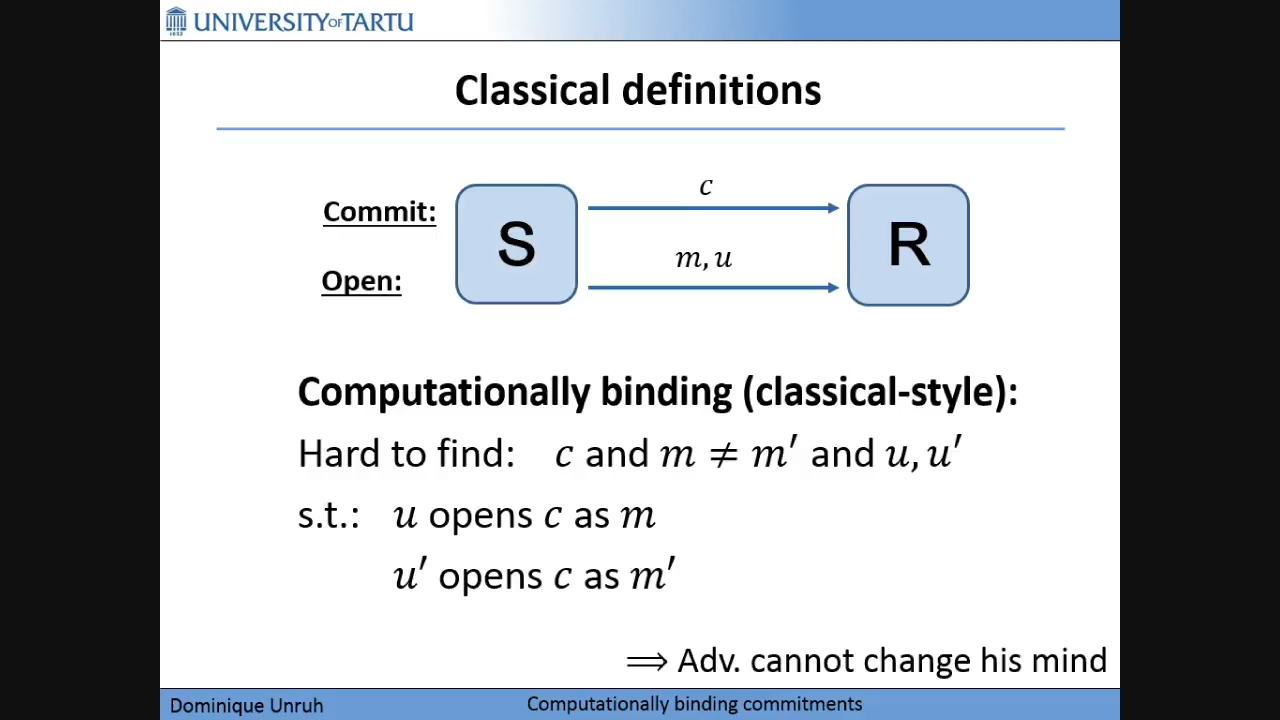 UNIVERSITY OF TARTU
1632
Classical definitions
Commit:
S
c
R
Open:
m, u
Computationally binding (classical-style):
Hard to find: c and m ≠ m′ and u, u′
s.t.: u opens c as m
u′ opens c as m′
⟹ Adv. cannot change his mind
Dominique Unruh
Computationally binding commitments